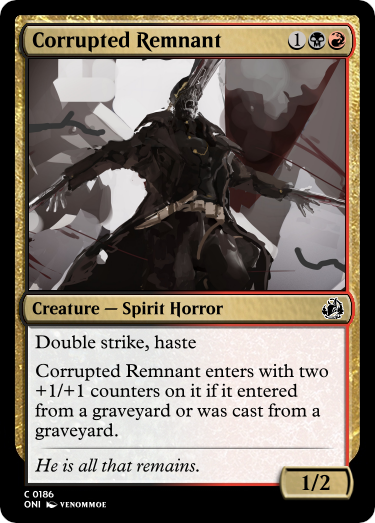 Corrupted Remnant 1
Creature — Spirit Horror
Double strike, haste
Corrupted Remnant enters with two
+1/+1 counters on it if it entered
from a graveyard or was cast from a
graveyard.
He is all that remains.
1/2
C 0186
ONI VENOMMOE